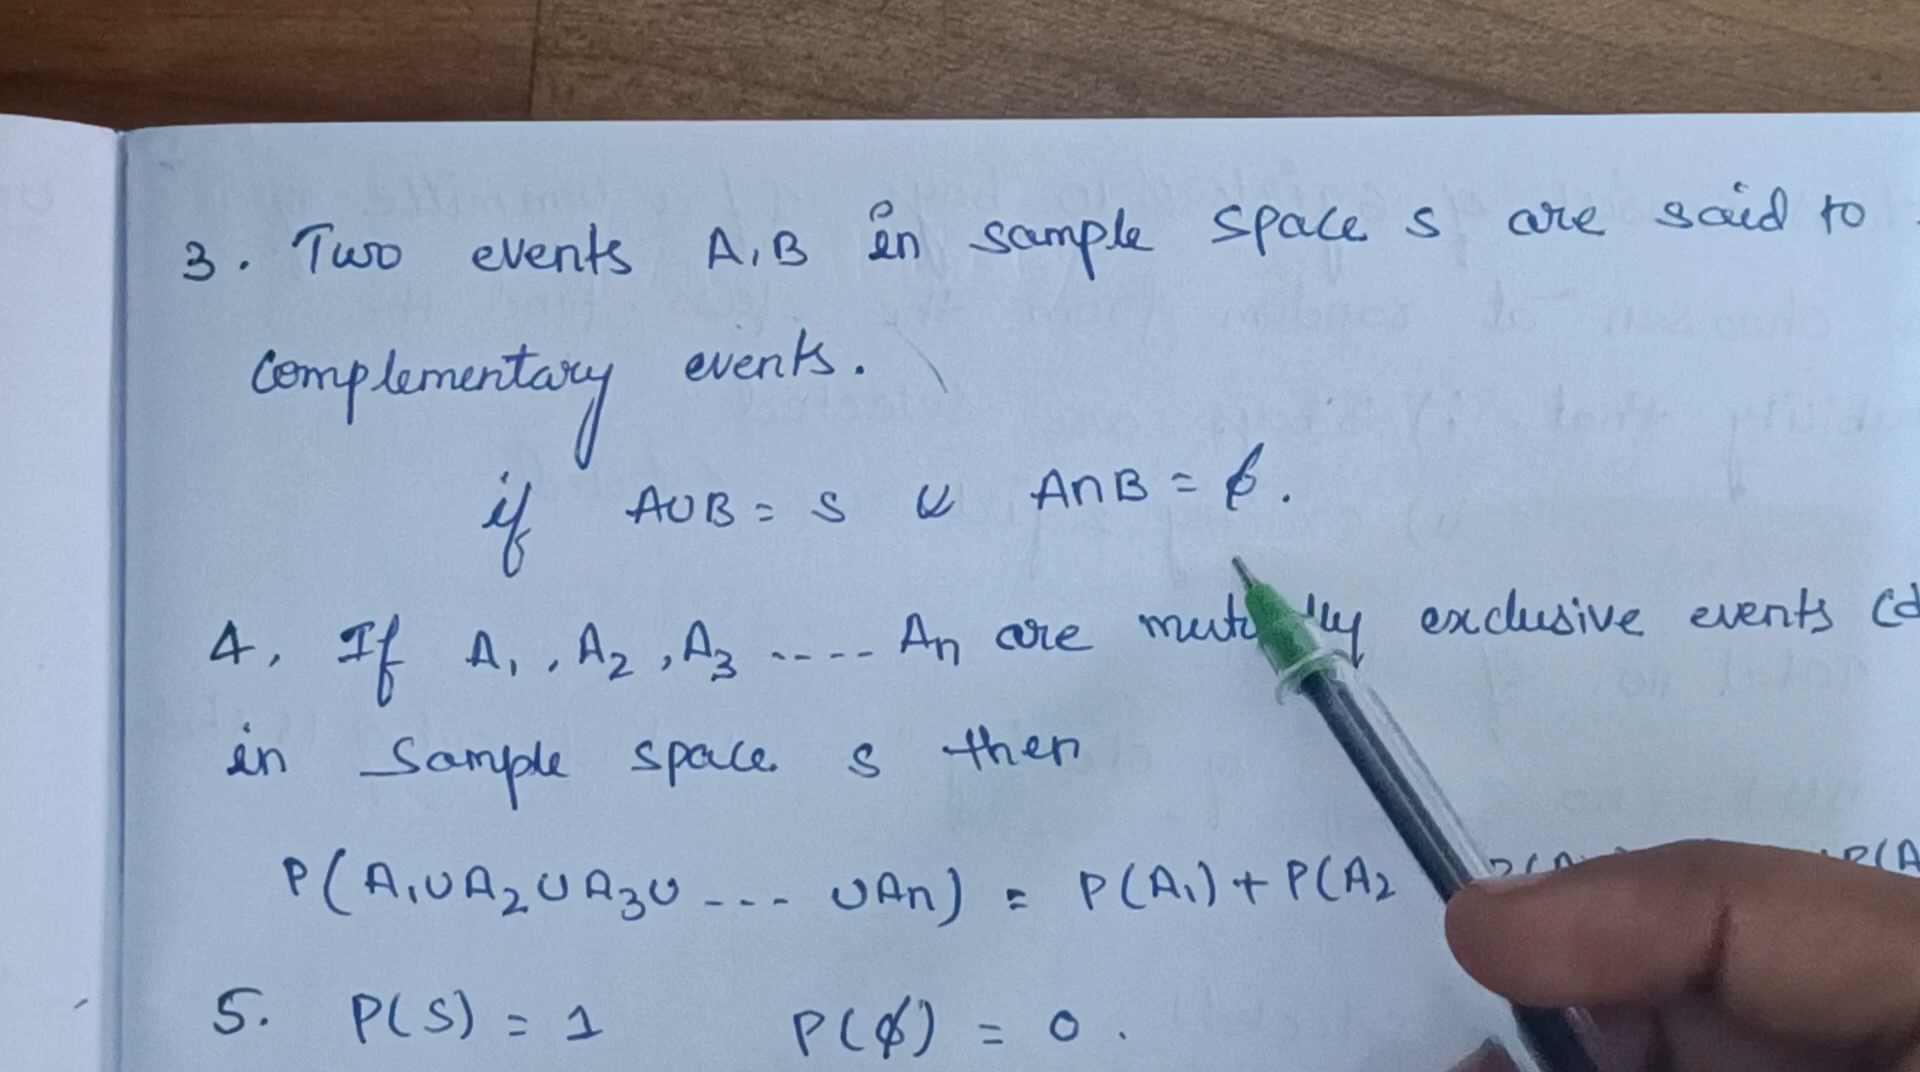 3. Two events A, B in sample space s are said to
complementary events.
if A∪B = s & A∩B = ϕ.
4. If A₁, A₂, A₃ ---- An are exclusive events
in sample space s then
P(A₁∪A₂∪A₃∪ --- ∪An) = P(A₁) + P(A₂
5. P(S) = 1 P(ϕ) = 0.